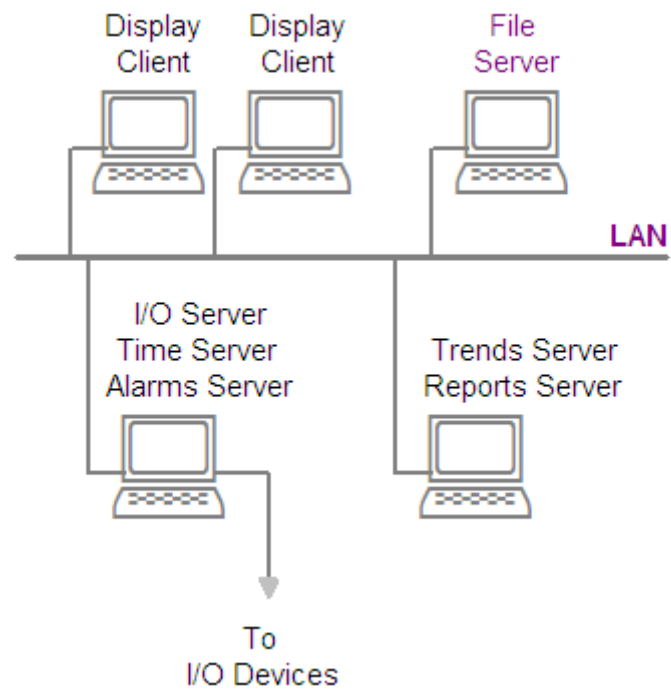 Display
Client
Display
Client
File
Server
LAN
I/O Server
Time Server
Alarms Server
Trends Server
Reports Server
To
I/O Devices